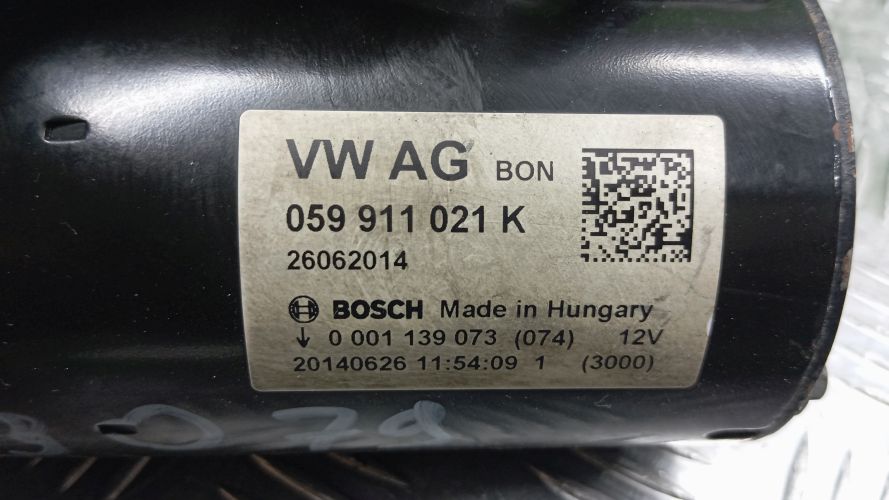 VW AG BON
059 911 021 K
26062014
BOSCH Made in Hungary
↓ 0 001 139 073 (074) 12V
20140626 11:54:09 1 (3000)